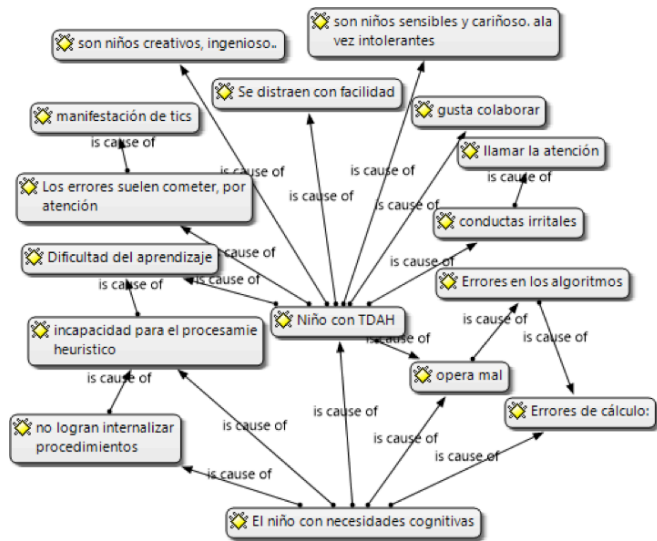 son niños sensibles y cariñoso. ala
vez intolerantes
son niños creativos, ingenioso..
Se distraen con facilidad
gusta colaborar
manifestación de tics
is cause of
llamar la atención
is cause of
is cause of
is cause of
is cause of
is cause of
Los errores suelen cometer, por
atención
conductas irritales
is cause of
is cause of
Dificultad del aprendizaje
is cause of
is cause of
Errores en los algoritmos
Niño con TDAH
is cause of
is cause of
incapacidad para el procesamie
heuristico
is cause of
is cause of
opera mal
is cause of
Errores de cálculo:
no logran internalizar
procedimientos
is cause of
is cause of
is cause of
is cause of
is cause of
El niño con necesidades cognitivas